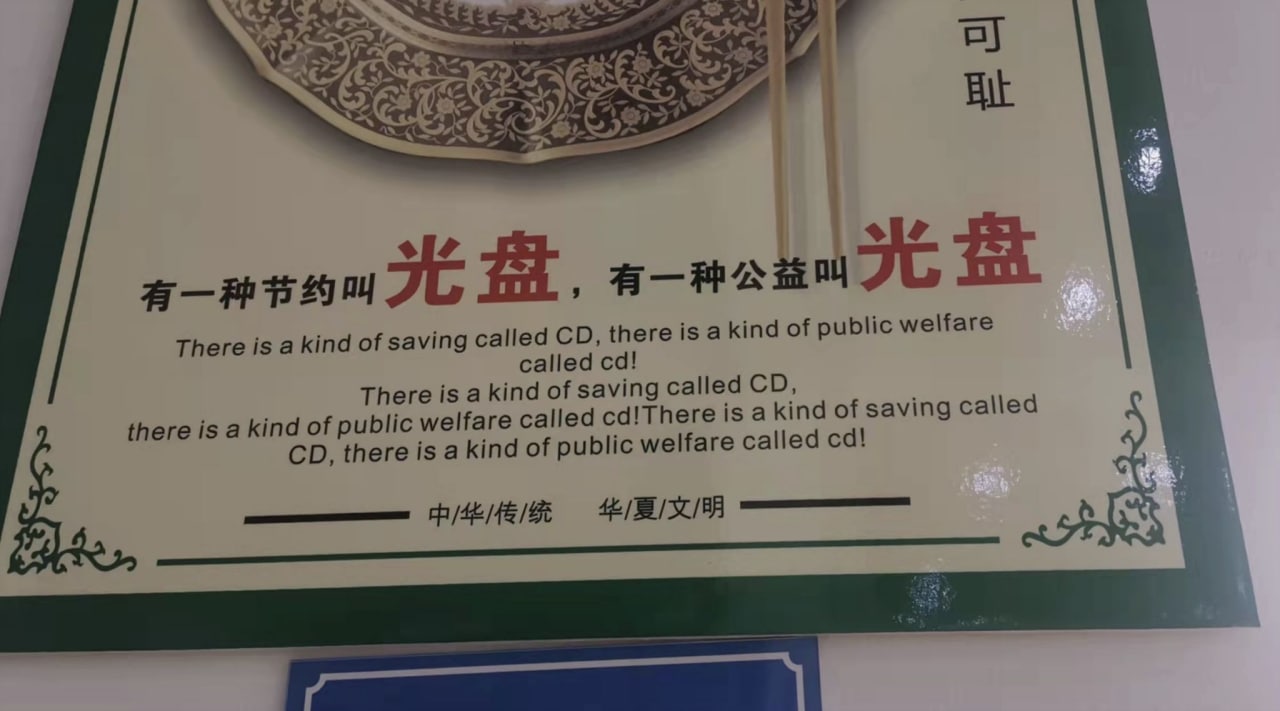 可耻
有一种节约叫光盘，有一种公益叫光盘
There is a kind of saving called CD, there is a kind of public welfare
called cd!
There is a kind of saving called CD,
there is a kind of public welfare called cd!There is a kind of saving called
CD, there is a kind of public welfare called cd!
中/华/传/统 华/夏/文/明